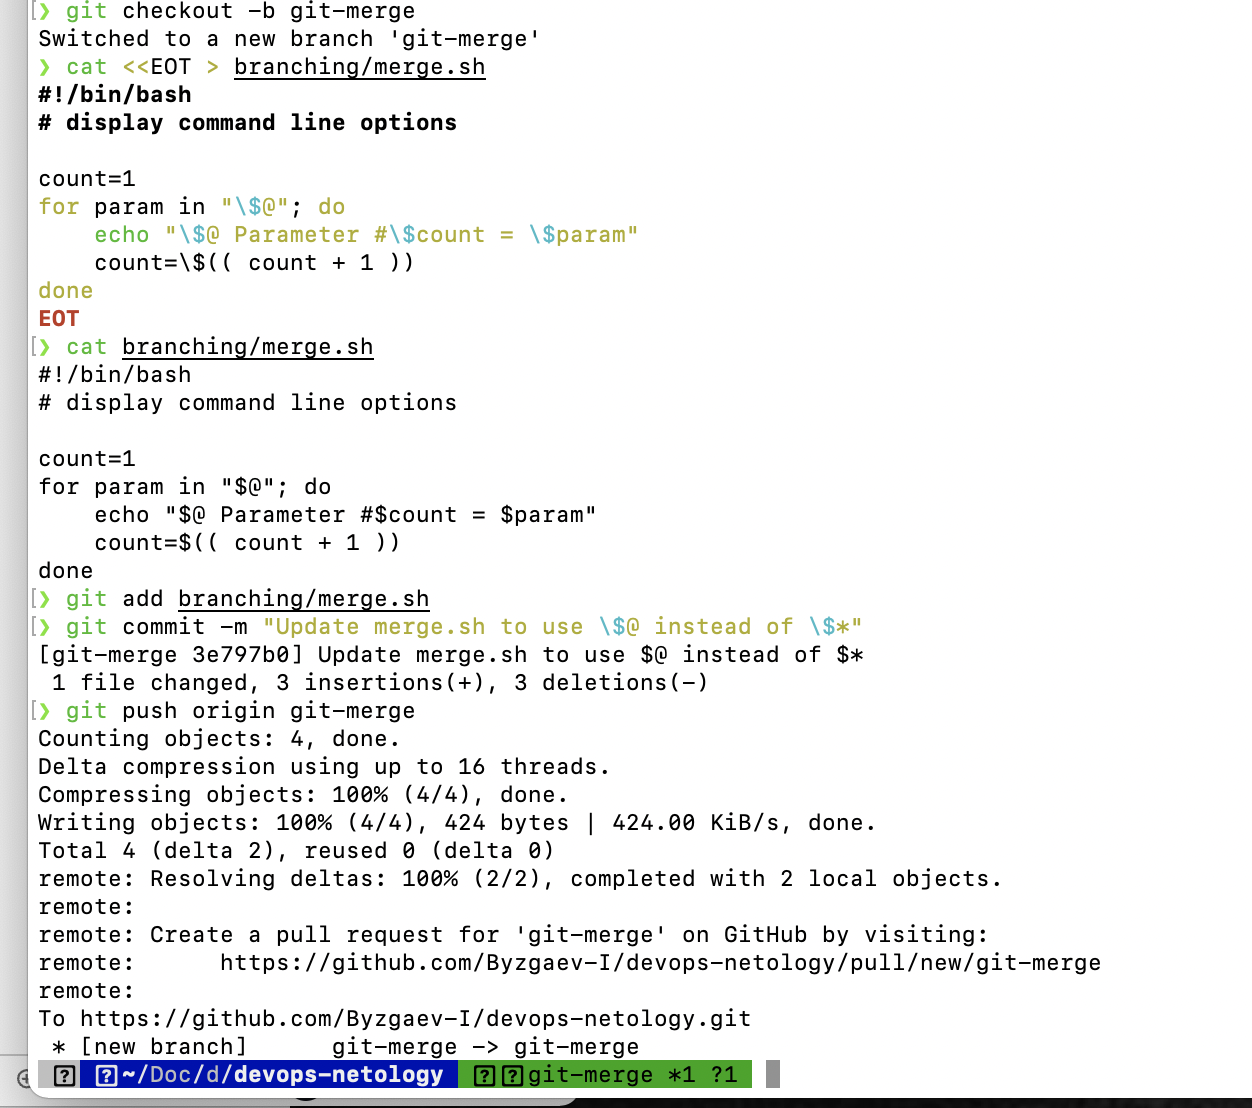 [❯ git checkout -b git-merge
Switched to a new branch 'git-merge'
❯ cat <<EOT > branching/merge.sh
#!/bin/bash
# display command line options

count=1
for param in "\$@"; do
    echo "\$@ Parameter #\$count = \$param"
    count=\$(( count + 1 ))
done
EOT
[❯ cat branching/merge.sh
#!/bin/bash
# display command line options

count=1
for param in "$@"; do
    echo "$@ Parameter #$count = $param"
    count=$(( count + 1 ))
done
[❯ git add branching/merge.sh
[❯ git commit -m "Update merge.sh to use \$@ instead of \$*"
[git-merge 3e797b0] Update merge.sh to use $@ instead of $*
 1 file changed, 3 insertions(+), 3 deletions(-)
[❯ git push origin git-merge
Counting objects: 4, done.
Delta compression using up to 16 threads.
Compressing objects: 100% (4/4), done.
Writing objects: 100% (4/4), 424 bytes | 424.00 KiB/s, done.
Total 4 (delta 2), reused 0 (delta 0)
remote: Resolving deltas: 100% (2/2), completed with 2 local objects.
remote:
remote: Create a pull request for 'git-merge' on GitHub by visiting:
remote:      https://github.com/Byzgaev-I/devops-netology/pull/new/git-merge
remote:
To https://github.com/Byzgaev-I/devops-netology.git
 * [new branch]      git-merge -> git-merge
? ? ~/Doc/d/devops-netology ? ? git-merge *1 ?1